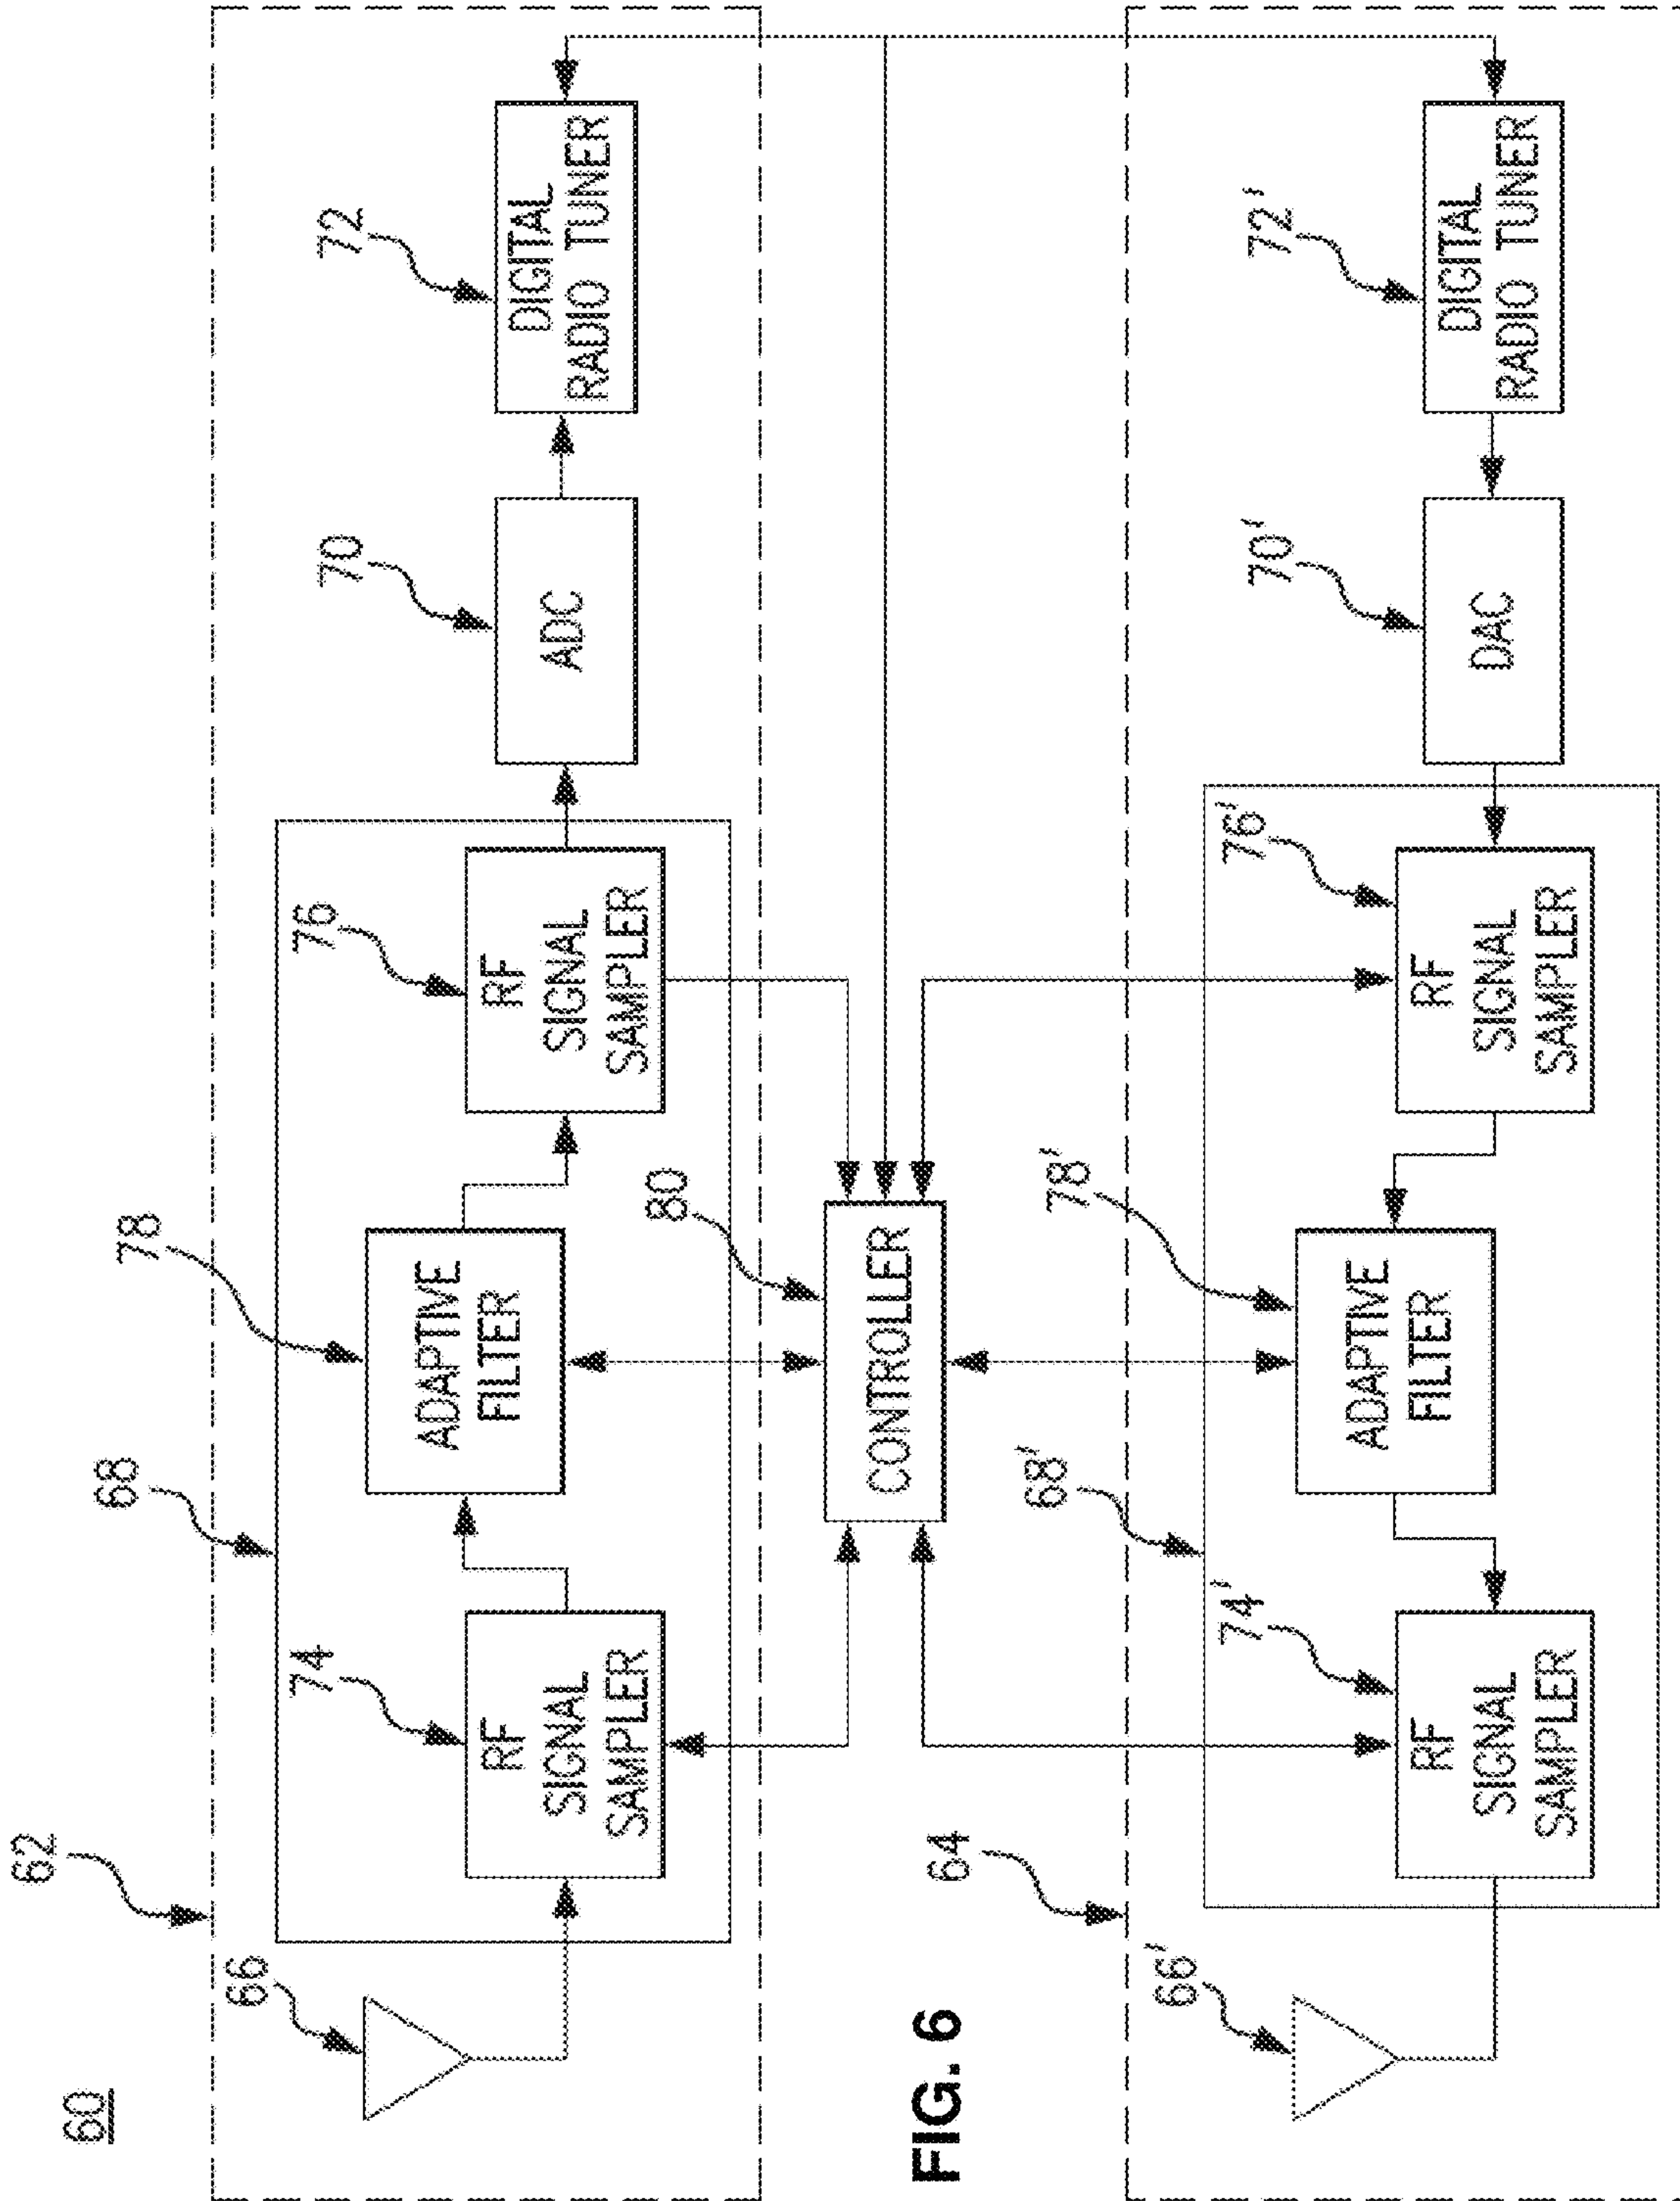 60
62
66
68
74
RF
SIGNAL
SAMPLER
78
ADAPTIVE
FILTER
76
RF
SIGNAL
SAMPLER
70
ADC
72
DIGITAL
RADIO TUNER
80
CONTROLLER
FIG. 6
64
66'
68'
74'
RF
SIGNAL
SAMPLER
78'
ADAPTIVE
FILTER
76'
RF
SIGNAL
SAMPLER
70'
DAC
72'
DIGITAL
RADIO TUNER